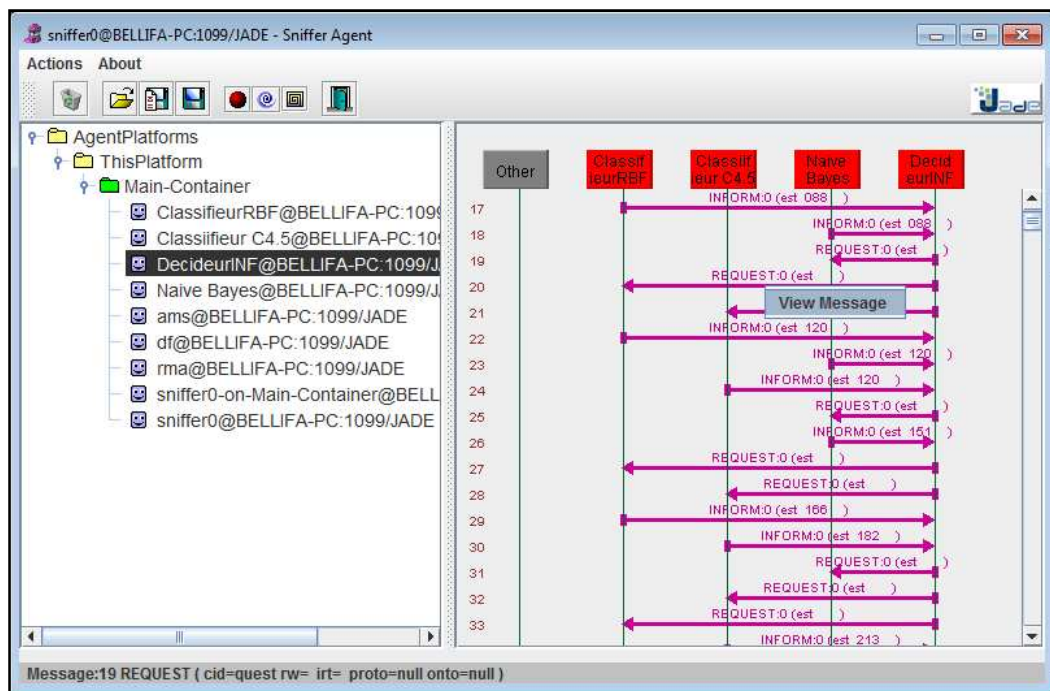 sniffer0@BELLIFA-PC:1099/JADE - Sniffer Agent
Actions About
Jade
AgentPlatforms
ThisPlatform
Main-Container
ClassifieurRBF@BELLIFA-PC:1099
Classiifieur C4.5@BELLIFA-PC:10
DecideurINF@BELLIFA-PC:1099/J
Naive Bayes@BELLIFA-PC:1099/J
ams@BELLIFA-PC:1099/JADE
df@BELLIFA-PC:1099/JADE
rma@BELLIFA-PC:1099/JADE
sniffer0-on-Main-Container@BELL
sniffer0@BELLIFA-PC:1099/JADE
Other
Classif
ieurRBF
Classiif
ieur C4.5
Naive
Bayes
Decid
eurINF
17 INFORM:0 (est 088 )
18 INFORM:0 (est 088 )
19 REQUEST:0 (est )
20 REQUEST:0 (est )
View Message
21
22 INFORM:0 (est 120 )
23 INFORM:0 (est 120 )
24 INFORM:0 (est 120 )
25 REQUEST:0 (est )
26 INFORM:0 (est 151 )
27 REQUEST:0 (est )
28 REQUEST:0 (est )
29 INFORM:0 (est 166 )
30 INFORM:0 (est 182 )
31 REQUEST:0 (est )
32 REQUEST:0 (est )
33 REQUEST:0 (est )
INFORM:0 (est 213 )
Message:19 REQUEST ( cid=quest rw= irt= proto=null onto=null )